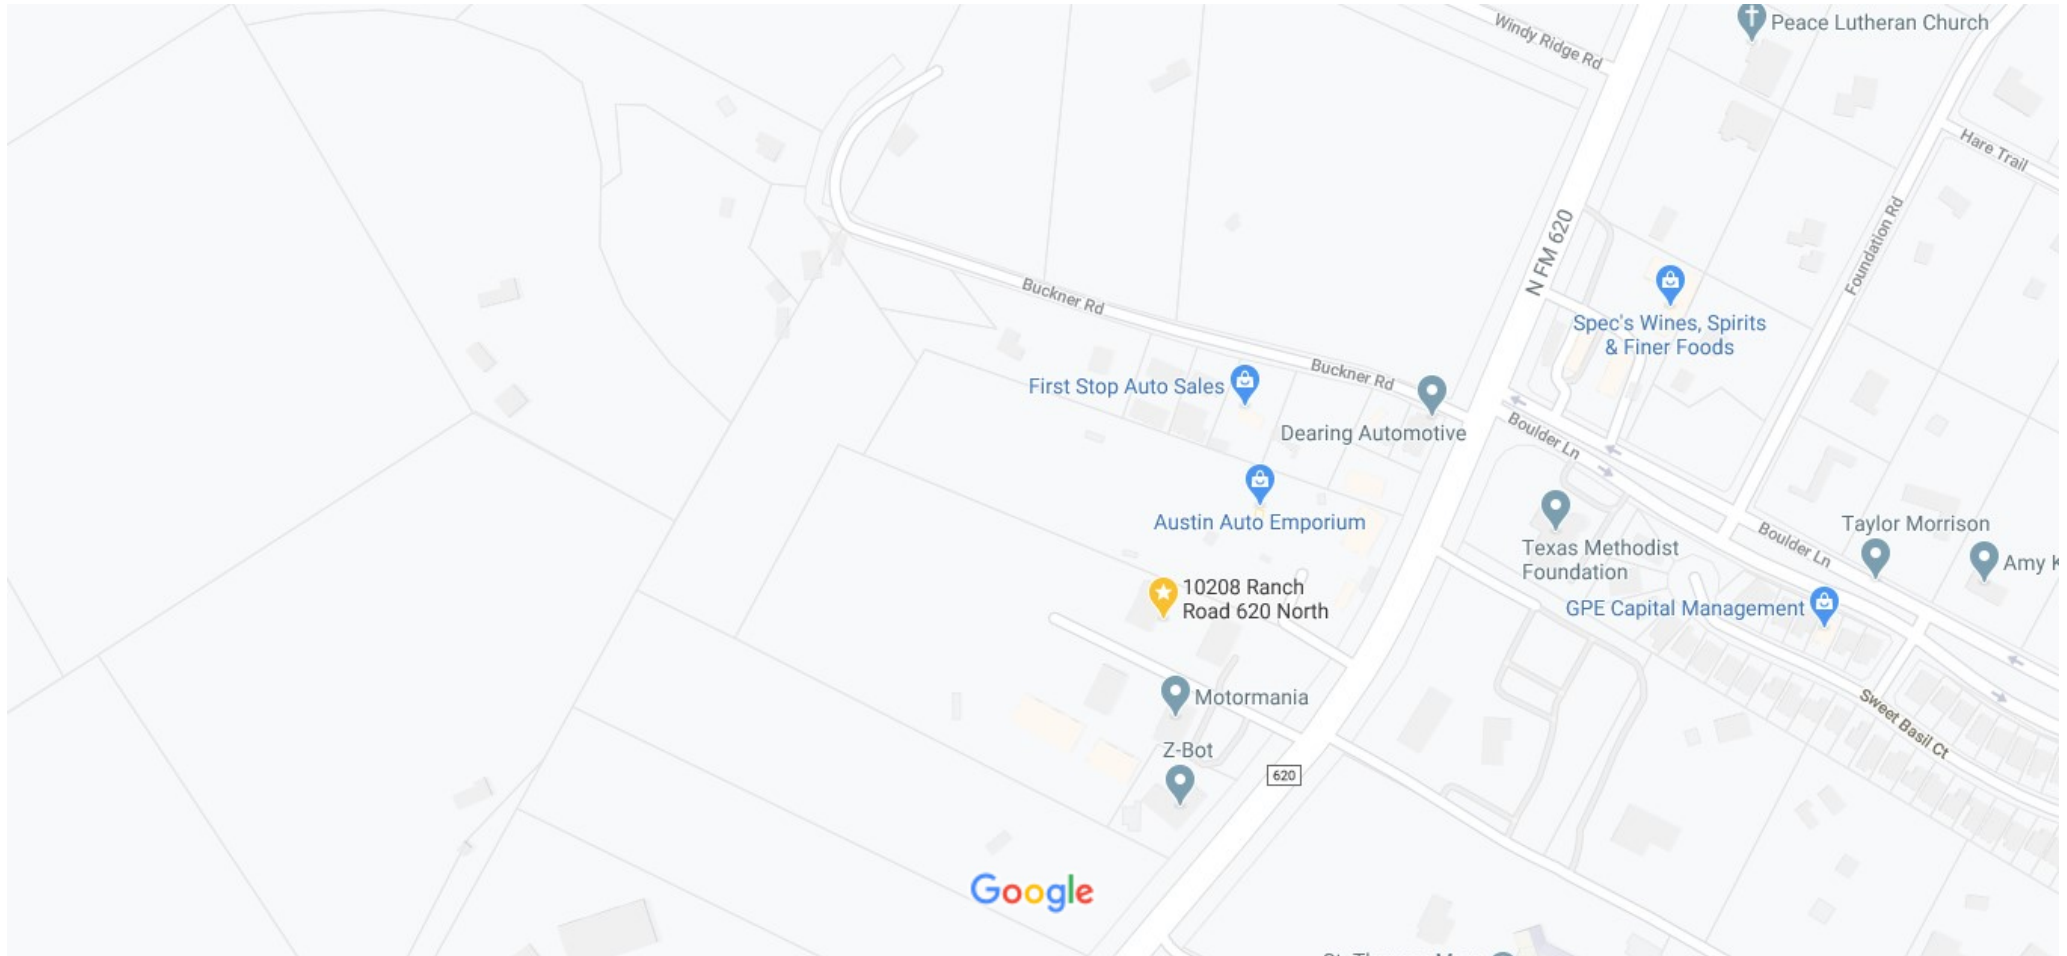 Windy Ridge Rd
Peace Lutheran Church
Hare Trail
N FM 620
Foundation Rd
Buckner Rd
Spec's Wines, Spirits
& Finer Foods
Buckner Rd
First Stop Auto Sales
Dearing Automotive
Boulder Ln
Austin Auto Emporium
Taylor Morrison
Boulder Ln
Texas Methodist
Foundation
Amy K
10208 Ranch
Road 620 North
GPE Capital Management
Motormania
Sweet Basil Ct
Z-Bot
620
Google